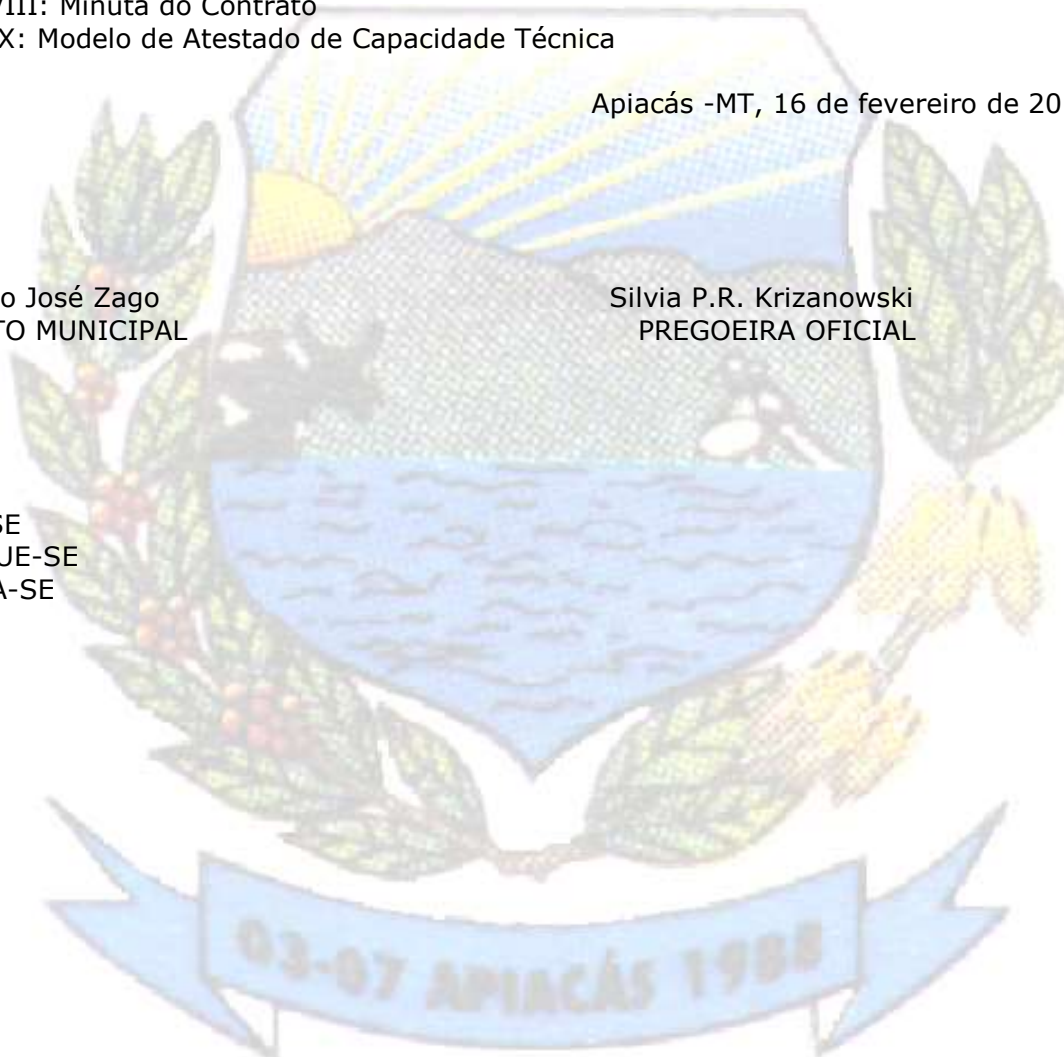 VIII: Minuta do Contrato
X: Modelo de Atestado de Capacidade Técnica
Apiacás -MT, 16 de fevereiro de 20
o José Zago
Silvia P.R. Krizanowski
TO MUNICIPAL
PREGOEIRA OFICIAL
SE
UE-SE
A-SE
03-07 APIACÁS 1988